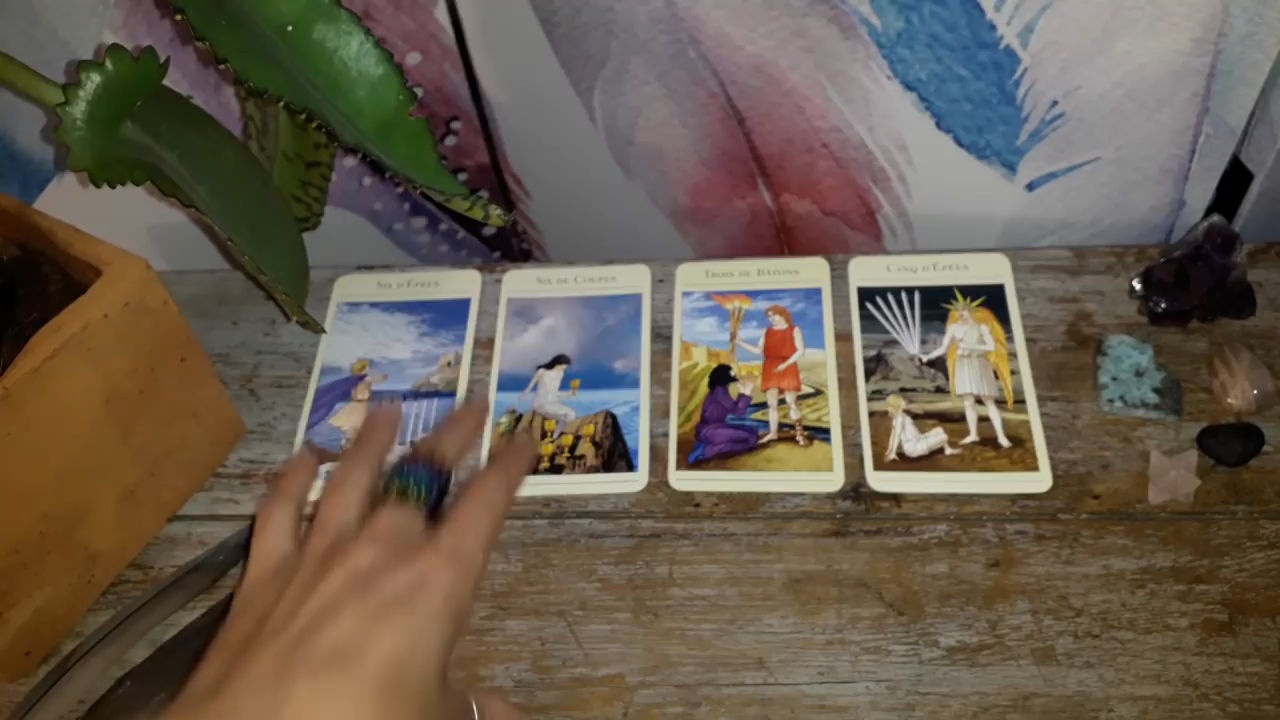 SIX D'ÉPÉES
SIX DE COUPES
TROIS DE BÂTONS
CINQ D'ÉPÉES